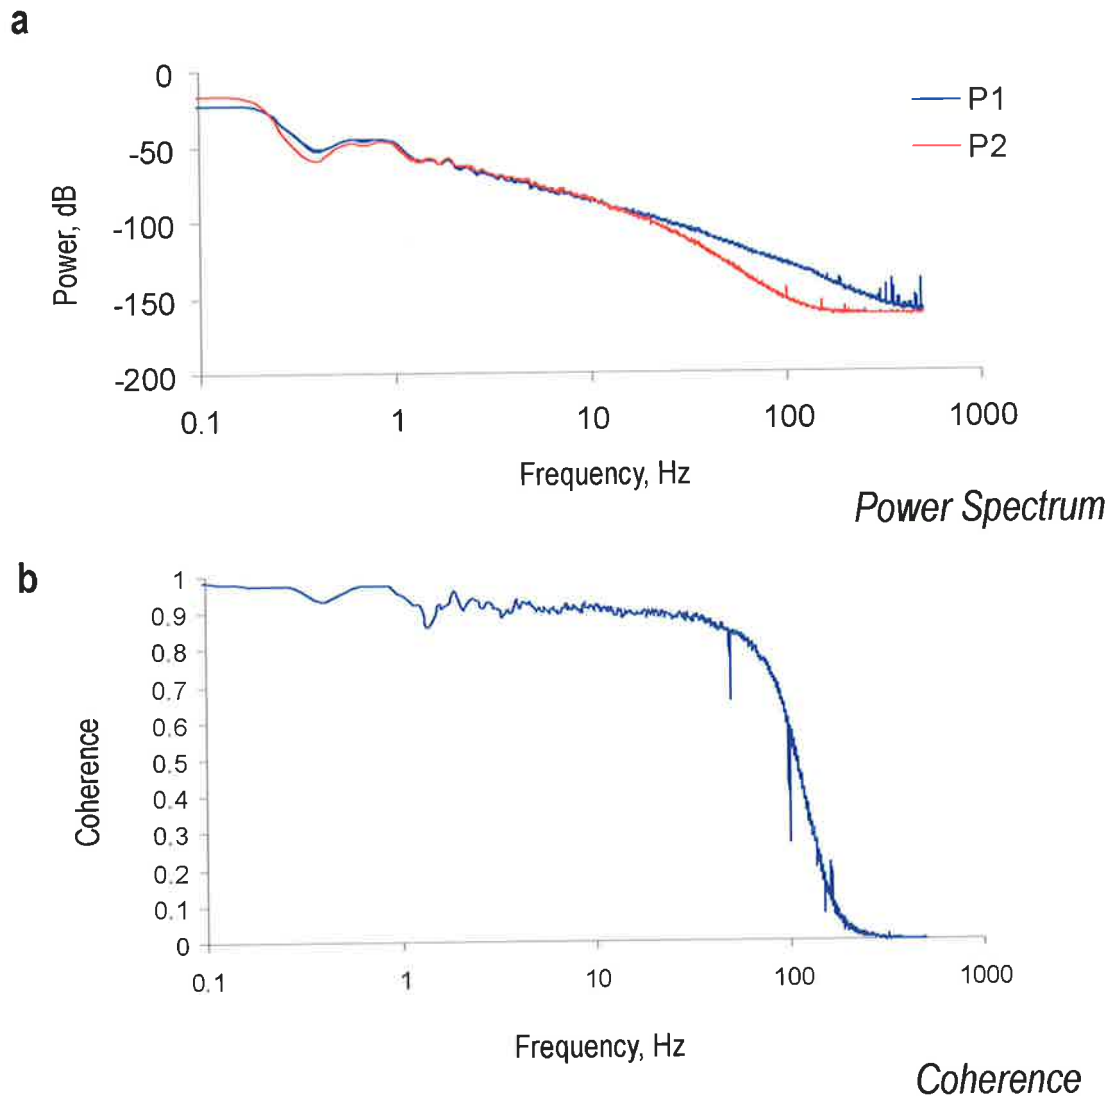 a
0
-50
-100
-150
-200
Power, dB
P1
P2
0.1 1 10 100 1000
Frequency, Hz
Power Spectrum
b
1
0.9
0.8
0.7
0.6
0.5
0.4
0.3
0.2
0.1
0
Coherence
0.1 1 10 100 1000
Frequency, Hz
Coherence